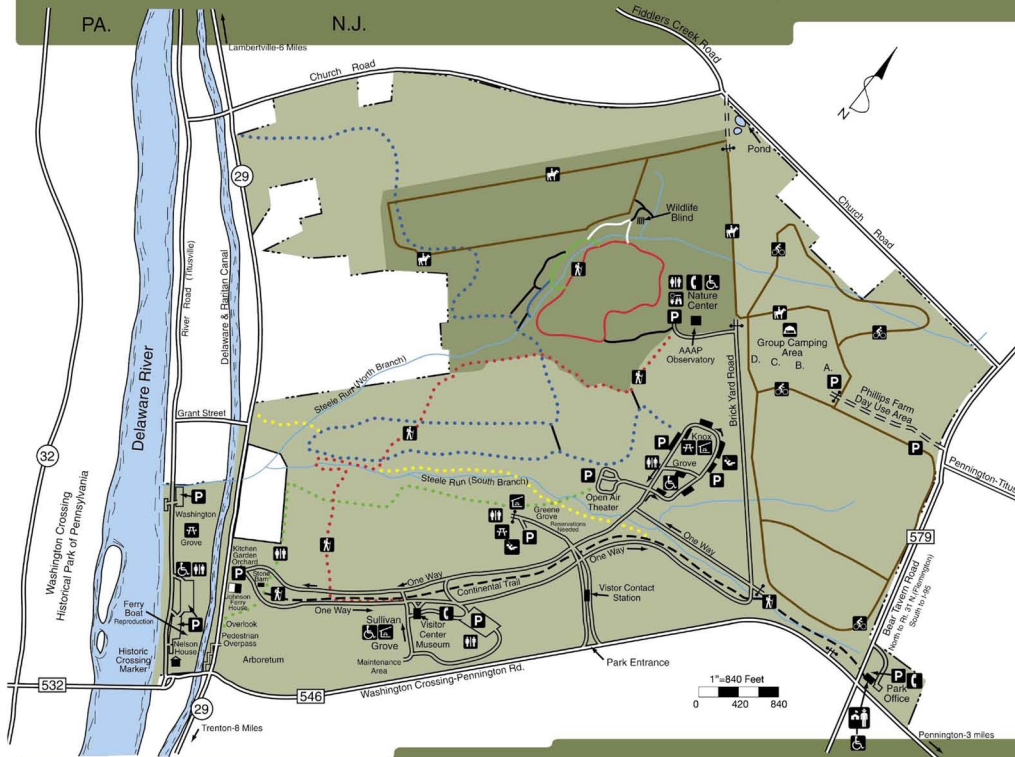 PA.
N.J.
Fiddlers Creek Road
Lambertville-6 Miles
Church Road
N
Pond
29
Church Road
Wildlife
Blind
River Road (Titusville)
Delaware & Raritan Canal
P
Nature
Center
AAAP
Observatory
Group Camping
Area
D.
C.
B.
A.
P
Delaware River
Steele Run (North Branch)
Brick Yard Road
Phillips Farm
Day Use Area
Grant Street
P
32
Washington Crossing
Historical Park of Pennsylvania
P
Knox
Grove
P
Pennington-Titus
Steele Run (South Branch)
P
Open Air
Theater
P
Washington
Grove
Greene
Grove
Reservations
Needed
P
One Way
579
Kitchen
Garden
Orchard
P
Stone
Barn
Johnson
Ferry
House
One Way
One Way
Continental Trail
Vistor Contact
Station
Bear Tavern Road
North to Rt. 31 N.(Flemington)
South to I-95
Ferry
Boat
Reproduction
P
One Way
Overlook
Sullivan
Grove
Visitor
Center
Museum
P
Nelson
House
Pedestrian
Overpass
Historic
Crossing
Marker
Arboretum
Maintenance
Area
Park Entrance
P
Park
Office
532
546
Washington Crossing-Pennington Rd.
1"=840 Feet
0 420 840
29
Trenton-8 Miles
Pennington-3 miles